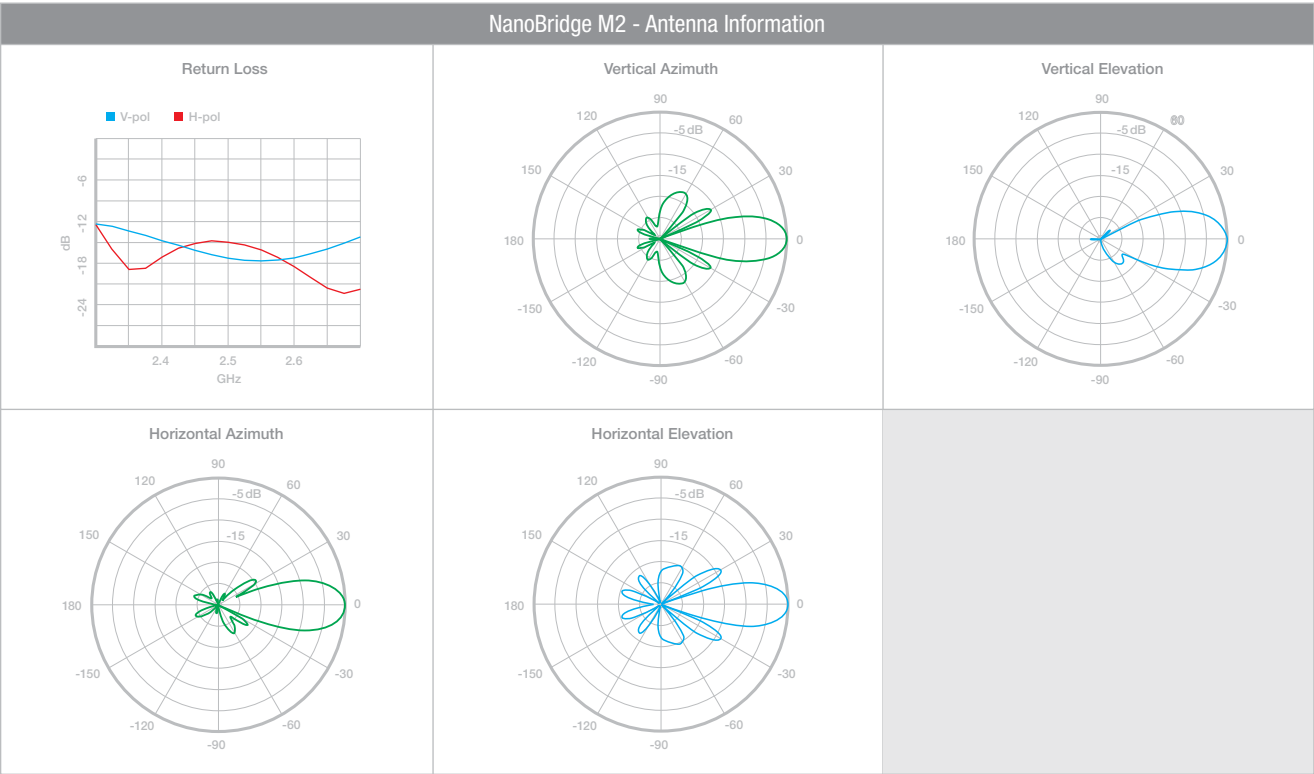 NanoBridge M2 - Antenna Information
Return Loss
V-pol H-pol
-6
-12
-18
-24
dB
2.4 2.5 2.6
GHz
Vertical Azimuth
90
120 60
-5 dB
150 -15 30
180 0
-150 -30
-120 -60
-90
Vertical Elevation
90
120
-5 dB
150 -15 30
180 0
-150 -30
-120 -60
-90
Horizontal Azimuth
90
120 60
-5 dB
150 -15 30
180 0
-150 -30
-120 -60
-90
Horizontal Elevation
90
120 60
-5 dB
150 -15 30
180 0
-150 -30
-120 -60
-90